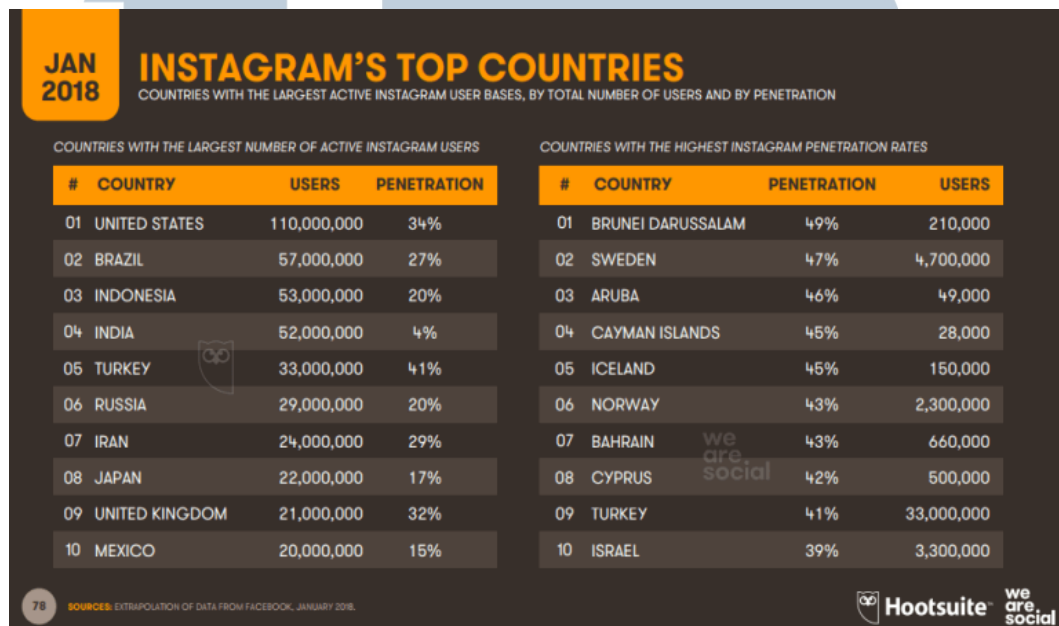 JAN
2018
INSTAGRAM'S TOP COUNTRIES
COUNTRIES WITH THE LARGEST ACTIVE INSTAGRAM USER BASES, BY TOTAL NUMBER OF USERS AND BY PENETRATION
COUNTRIES WITH THE LARGEST NUMBER OF ACTIVE INSTAGRAM USERS
# COUNTRY USERS PENETRATION
01 UNITED STATES 110,000,000 34%
02 BRAZIL 57,000,000 27%
03 INDONESIA 53,000,000 20%
04 INDIA 52,000,000 4%
05 TURKEY 33,000,000 41%
06 RUSSIA 29,000,000 20%
07 IRAN 24,000,000 29%
08 JAPAN 22,000,000 17%
09 UNITED KINGDOM 21,000,000 32%
10 MEXICO 20,000,000 15%
COUNTRIES WITH THE HIGHEST INSTAGRAM PENETRATION RATES
# COUNTRY PENETRATION USERS
01 BRUNEI DARUSSALAM 49% 210,000
02 SWEDEN 47% 4,700,000
03 ARUBA 46% 49,000
04 CAYMAN ISLANDS 45% 28,000
05 ICELAND 45% 150,000
06 NORWAY 43% 2,300,000
07 BAHRAIN 43% 660,000
08 CYPRUS 42% 500,000
09 TURKEY 41% 33,000,000
10 ISRAEL 39% 3,300,000
we
are.
social
78 SOURCES: EXTRAPOLATION OF DATA FROM FACEBOOK, JANUARY 2018.
Hootsuite™
we
are.
social